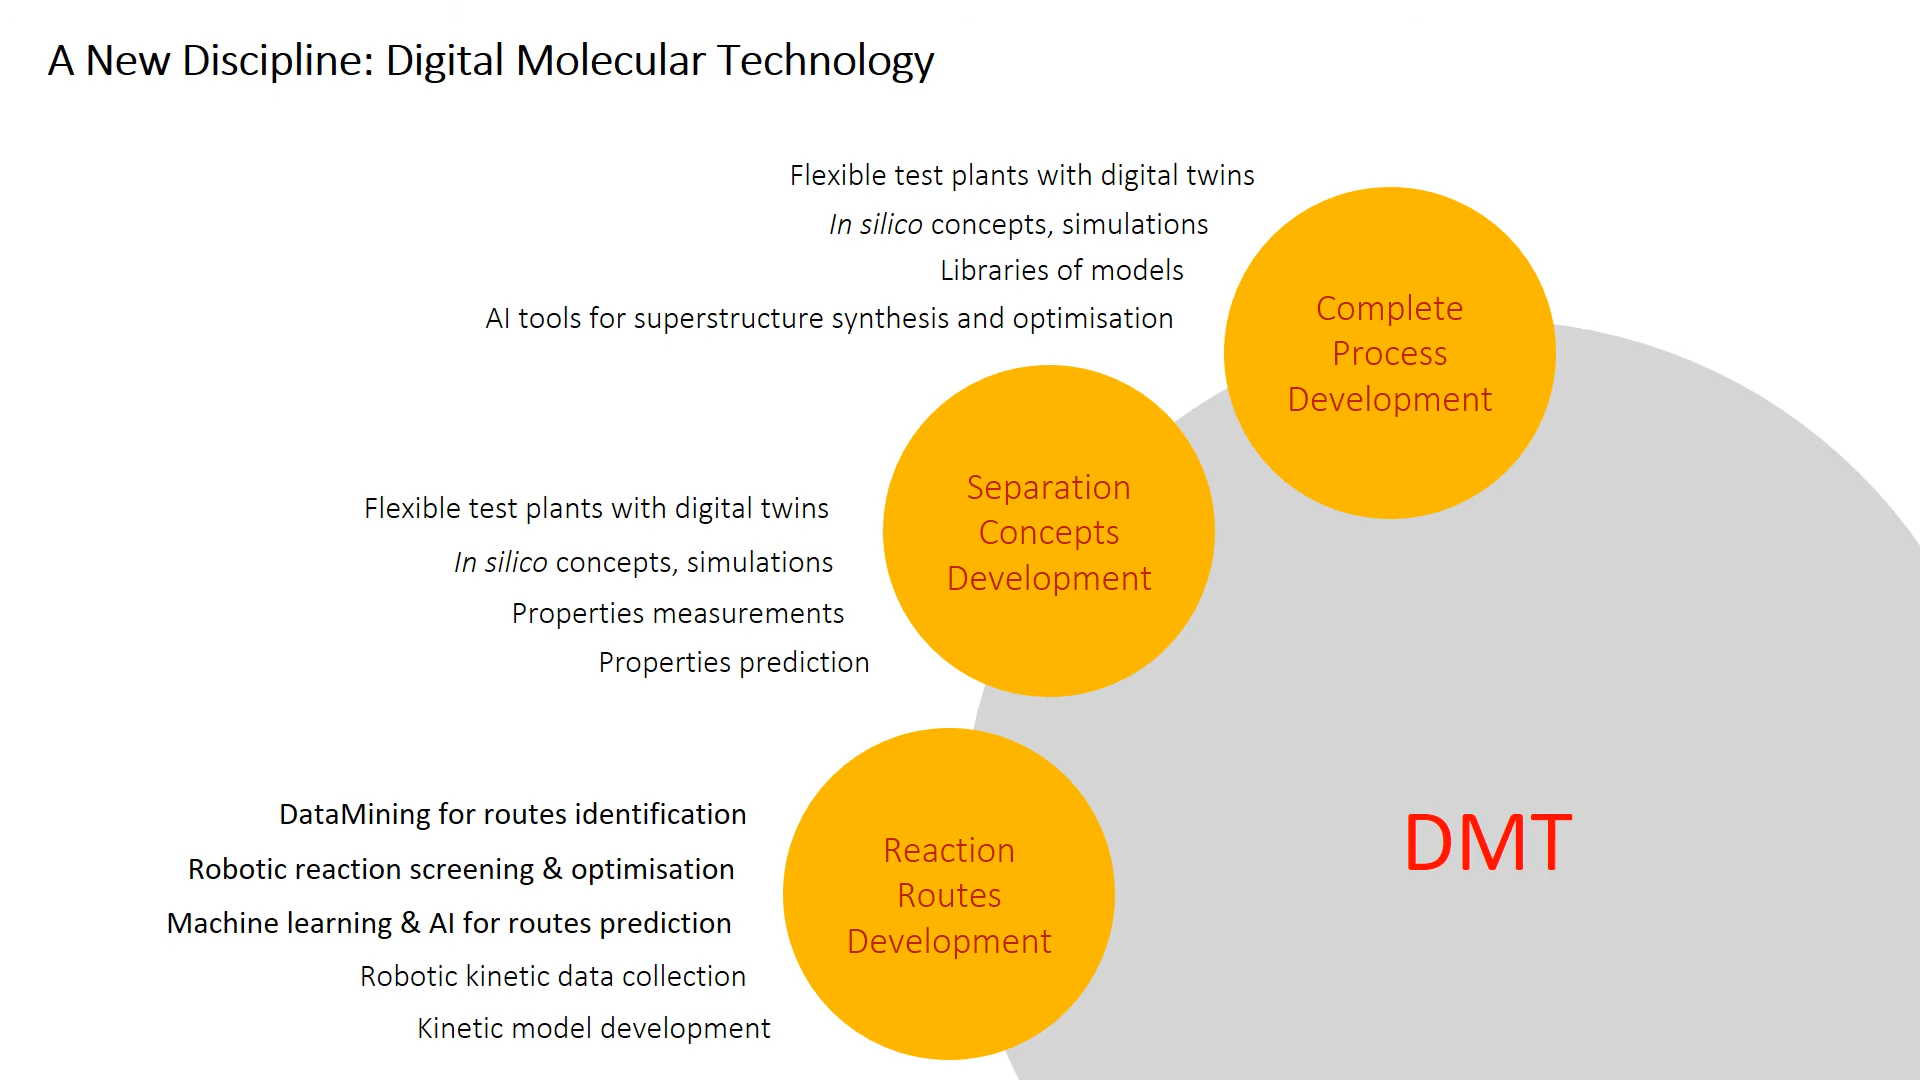 A New Discipline: Digital Molecular Technology
Flexible test plants with digital twins
In silico concepts, simulations
Libraries of models
AI tools for superstructure synthesis and optimisation
Complete
Process
Development
Flexible test plants with digital twins
In silico concepts, simulations
Properties measurements
Properties prediction
Separation
Concepts
Development
DataMining for routes identification
Robotic reaction screening & optimisation
Machine learning & AI for routes prediction
Robotic kinetic data collection
Kinetic model development
Reaction
Routes
Development
DMT